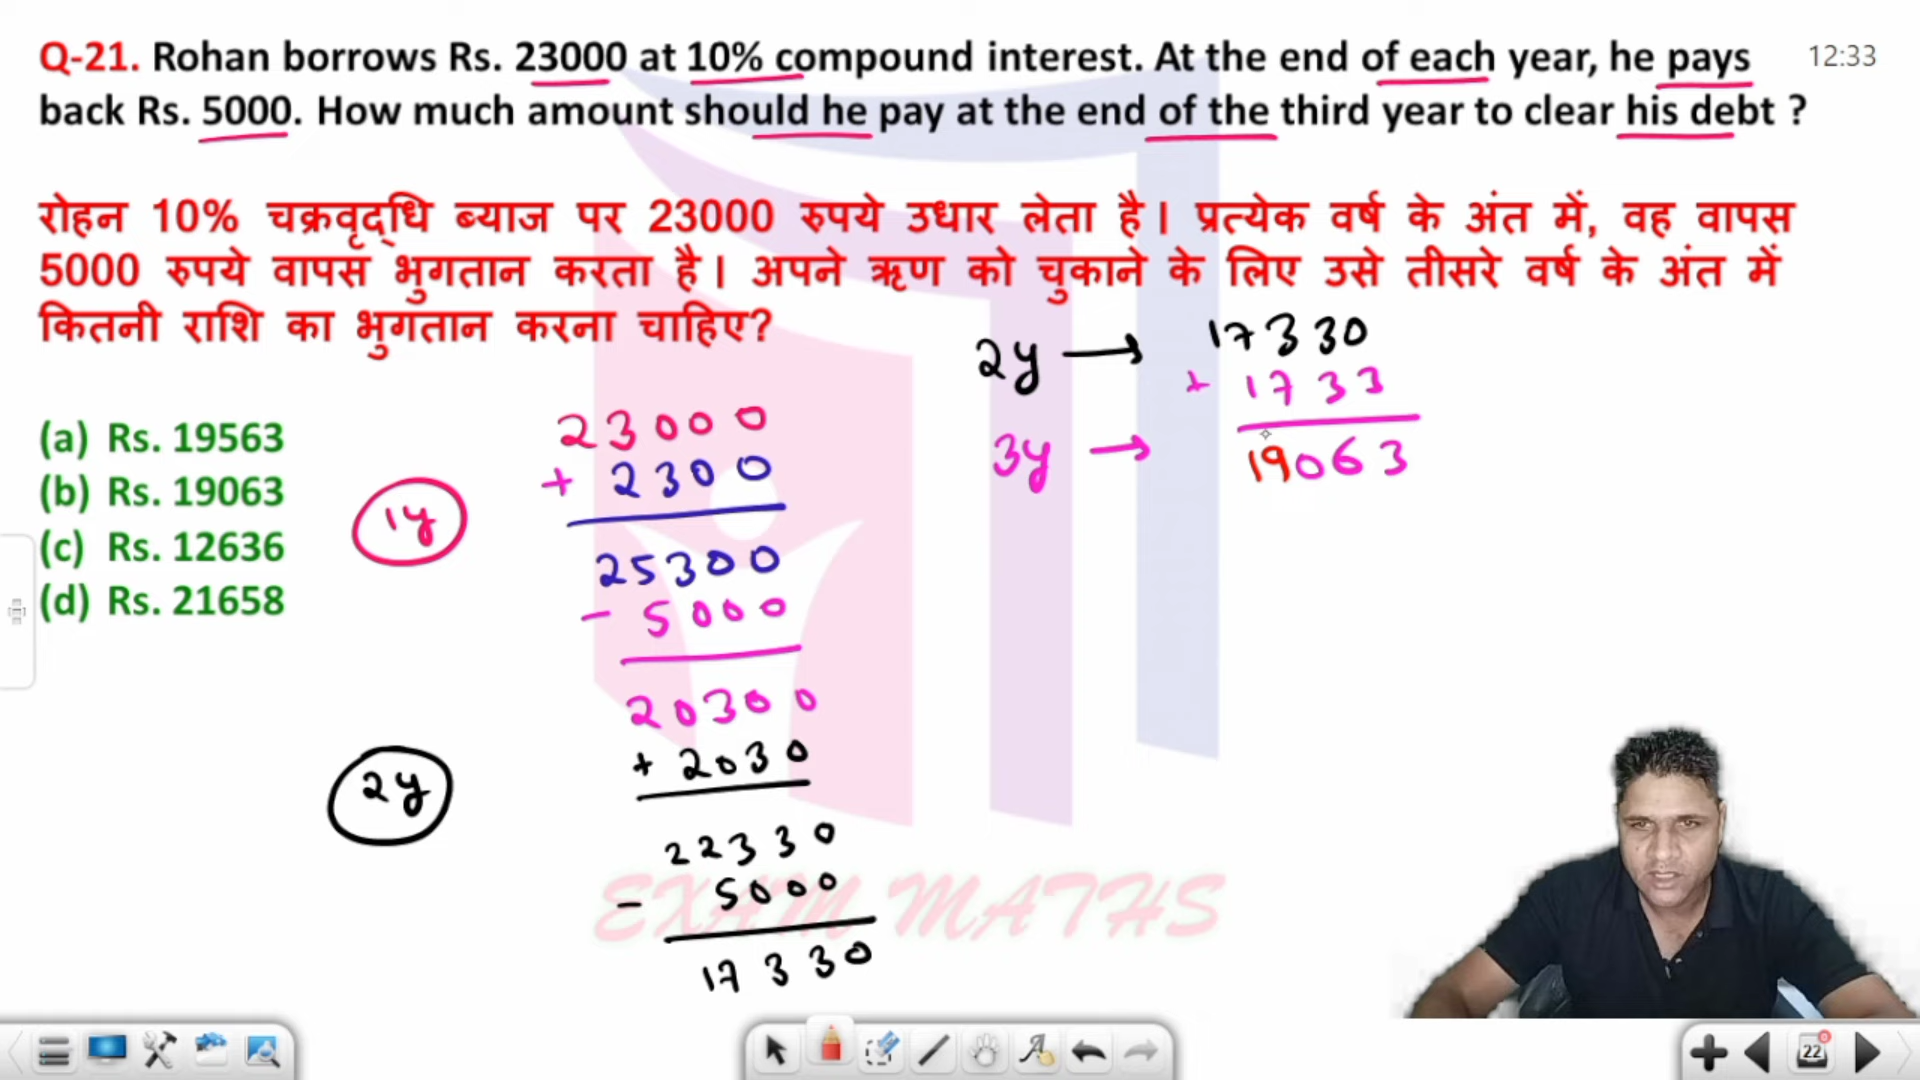 Q-21. Rohan borrows Rs. 23000 at 10% compound interest. At the end of each year, he pays
12:33
back Rs. 5000. How much amount should he pay at the end of the third year to clear his debt ?
रोहन 10% चक्रवृद्धि ब्याज पर 23000 रुपये उधार लेता है। प्रत्येक वर्ष के अंत में, वह वापस
5000 रुपये वापस भुगतान करता है। अपने ऋण को चुकाने के लिए उसे तीसरे वर्ष के अंत में
कितनी राशि का भुगतान करना चाहिए?
(a) Rs. 19563
(b) Rs. 19063
(c) Rs. 12636
(d) Rs. 21658
1y
23000
+ 2300
25300
- 5000
20300
2y
+ 2030
22330
- 5000
17330
2y → 17330
+ 1733
3y → 19063
EXAM MATHS
22
0